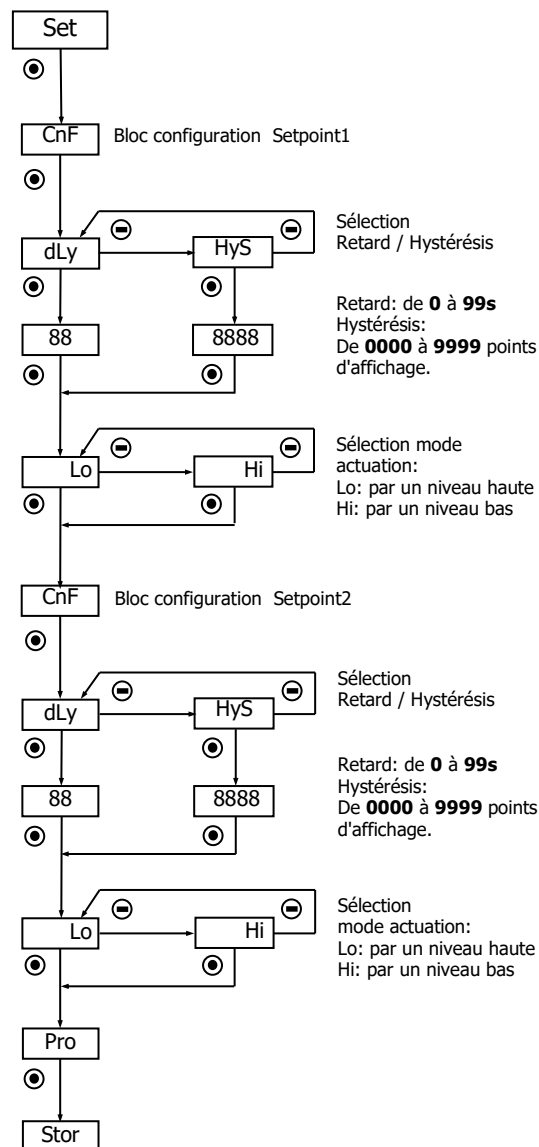 Set
CnF Bloc configuration Setpoint1
Sélection
dLy HyS Retard / Hystérésis
Retard: de 0 à 99s
88 8888 Hystérésis:
De 0000 à 9999 points
d'affichage.
Sélection mode
actuation:
Lo Hi Lo: par un niveau haute
Hi: par un niveau bas
CnF Bloc configuration Setpoint2
Sélection
dLy HyS Retard / Hystérésis
Retard: de 0 à 99s
88 8888 Hystérésis:
De 0000 à 9999 points
d'affichage.
Sélection
Lo Hi mode actuation:
Lo: par un niveau haute
Hi: par un niveau bas
Pro
Stor